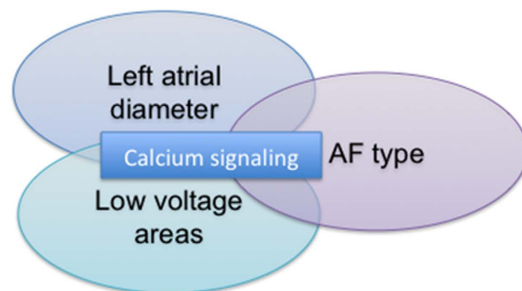 Left atrial
diameter
Calcium signaling
AF type
Low voltage
areas